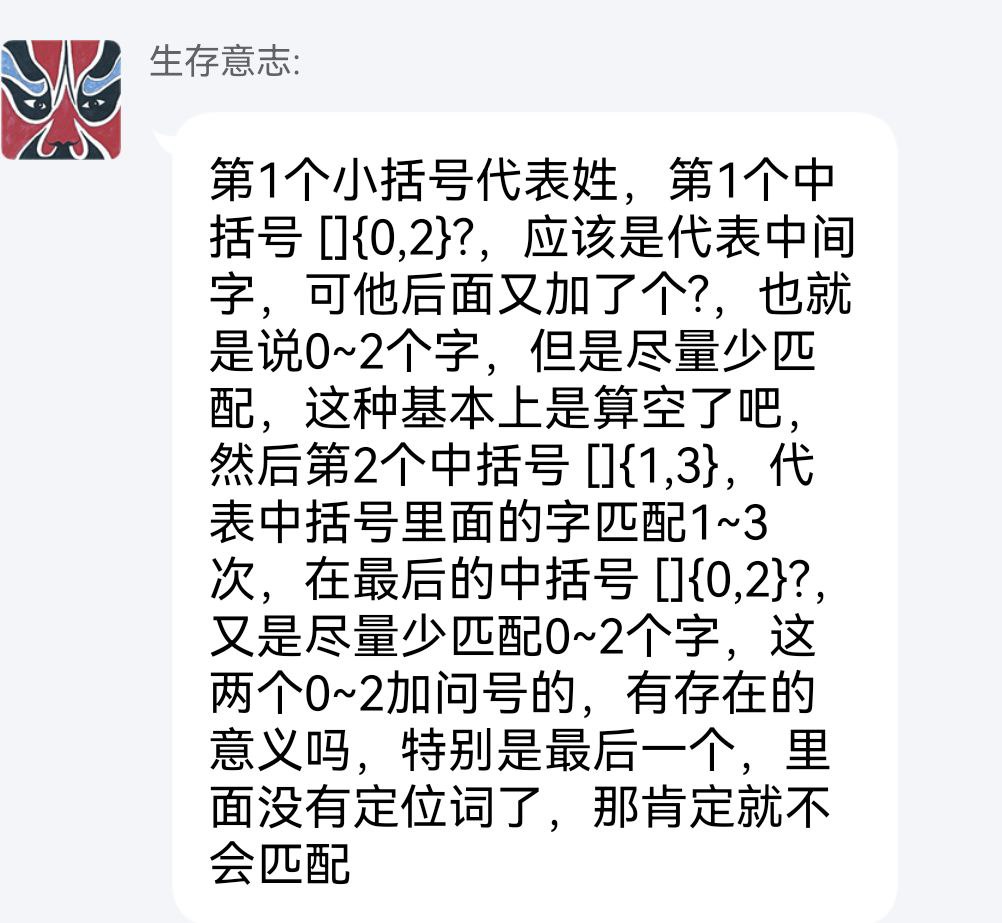 生存意志:
第1个小括号代表姓，第1个中
括号 []{0,2}?，应该是代表中间
字，可他后面又加了个?，也就
是说0~2个字，但是尽量少匹
配，这种基本上是算空了吧，
然后第2个中括号 []{1,3}，代
表中括号里面的字匹配1~3
次，在最后的中括号 []{0,2}?，
又是尽量少匹配0~2个字，这
两个0~2加问号的，有存在的
意义吗，特别是最后一个，里
面没有定位词了，那肯定就不
会匹配